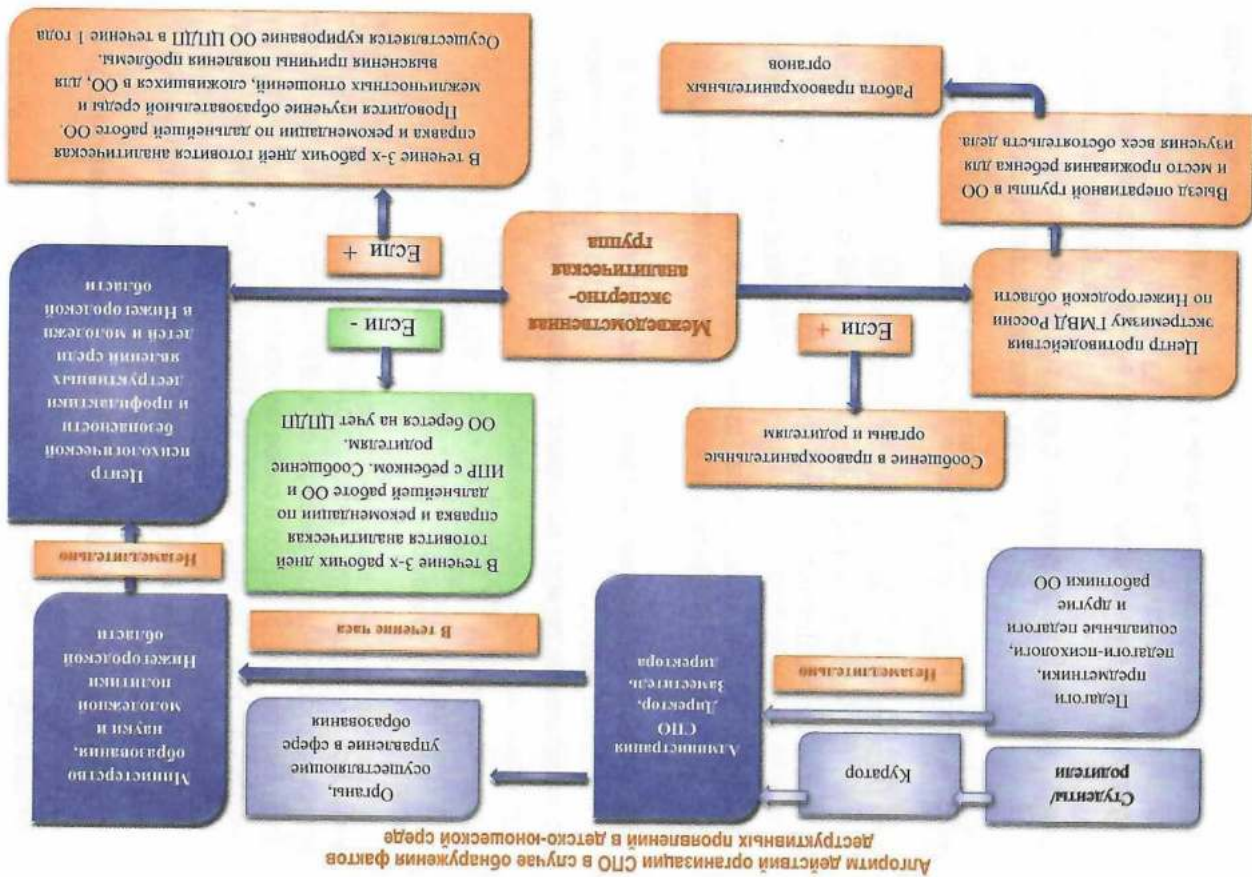 Алгоритм действий организации СПО в случае обнаружения фактов
деструктивных проявлений в детско-юношеской среде
Студенты/
родители
Куратор
Администрация
СПО
Директор,
Заместитель
директора
Органы,
осуществляющие
управление в сфере
образования
Министерство
образования,
науки и
молодежной
политики
Нижегородской
области
Педагоги
предметники,
педагоги-психологи,
социальные педагоги
и другие
работники ОО
Незамедлительно
В течение часа
Незамедлительно
В течение 3-х рабочих дней
готовится аналитическая
справка и рекомендации по
дальнейшей работе ОО и
ИПР с ребенком. Сообщение
родителям.
ОО берется на учет ЦПДП
Центр
психологической
безопасности
и профилактики
деструктивных
явлений среди
детей и молодежи
в Нижегородской
области
Сообщение в правоохранительные
органы и родителям
Если +
Если -
Центр противодействия
экстремизму ГМВД России
по Нижегородской области
Межведомственная
экспертно-
аналитическая
группа
Если +
Выезд оперативной группы в ОО
и место проживания ребенка для
изучения всех обстоятельств дела.
Работа правоохранительных
органов
В течение 3-х рабочих дней готовится аналитическая
справка и рекомендации по дальнейшей работе ОО.
Проводится изучение образовательной среды и
межличностных отношений, сложившихся в ОО, для
выяснения причины появления проблемы.
Осуществляется курирование ОО ЦПДП в течение 1 года